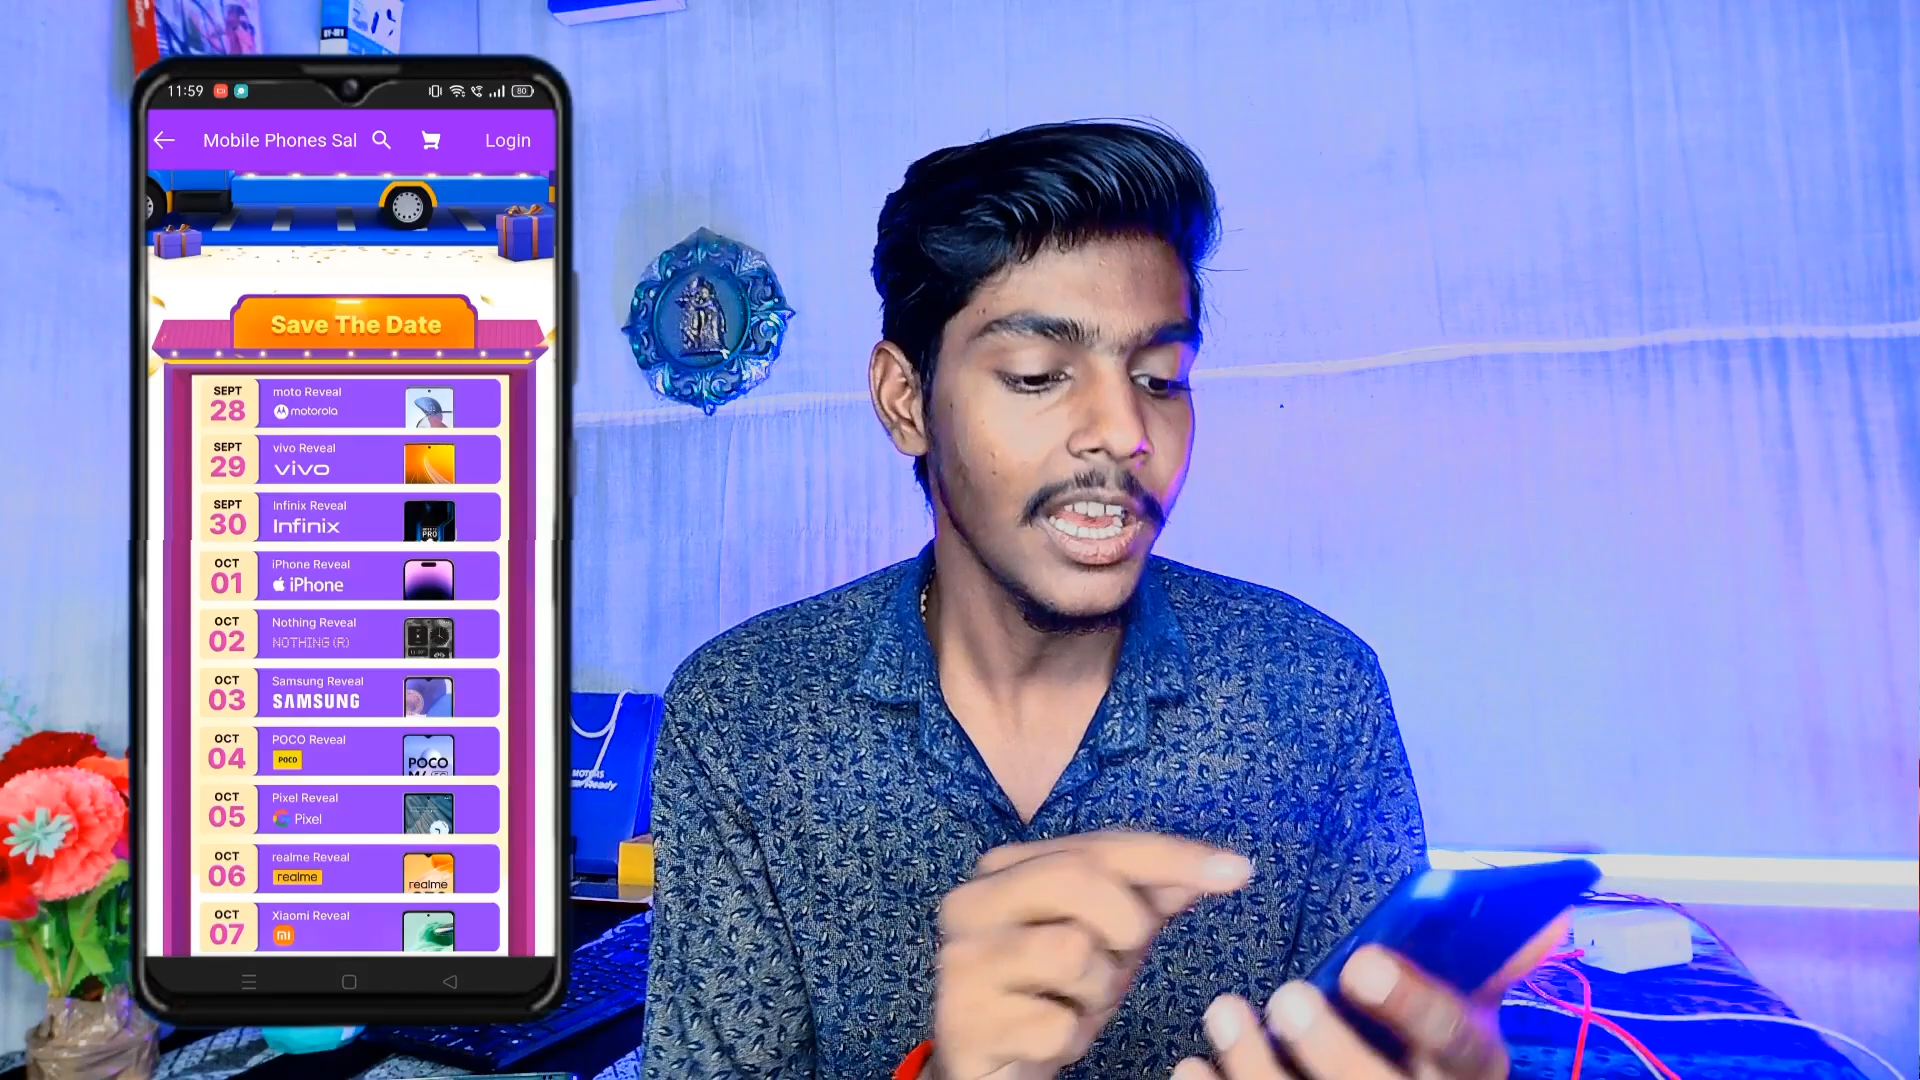 11:59
80
Mobile Phones Sal
Login
Save The Date
SEPT
28
moto Reveal
motorola
SEPT
29
vivo Reveal
vivo
SEPT
30
Infinix Reveal
Infinix
PRO
OCT
01
iPhone Reveal
iPhone
OCT
02
Nothing Reveal
NOTHING (R)
OCT
03
Samsung Reveal
SAMSUNG
OCT
04
POCO Reveal
POCO
POCO
OCT
05
Pixel Reveal
Pixel
OCT
06
realme Reveal
realme
realme
OCT
07
Xiaomi Reveal
mi